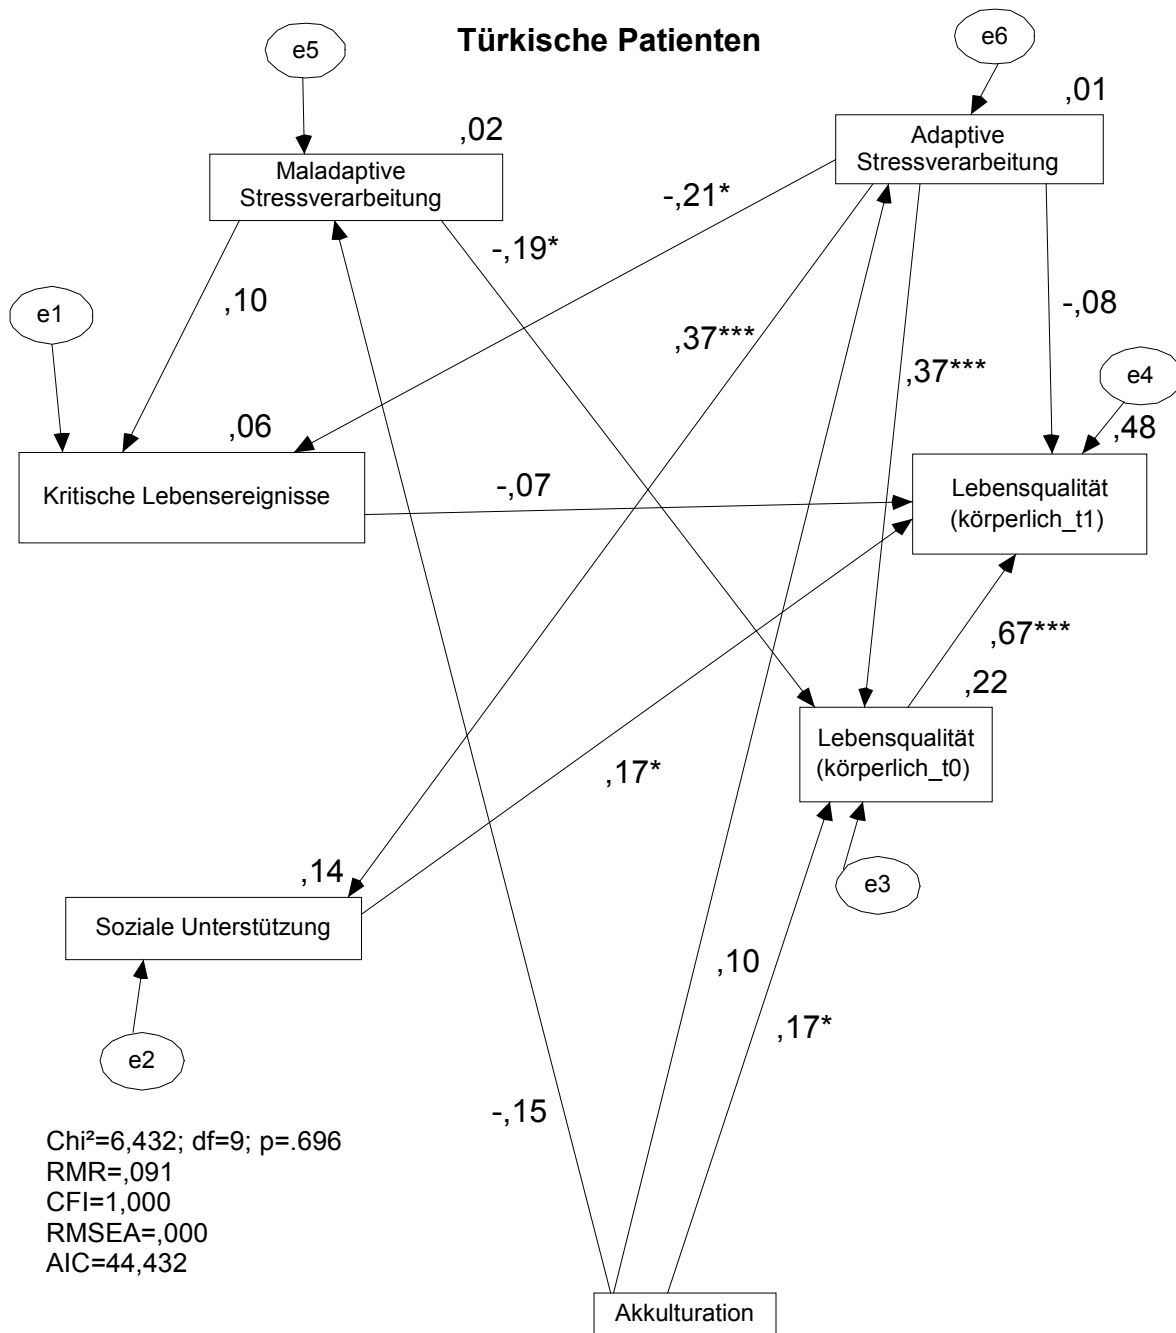 Türkische Patienten
e5
e6
,02
,01
Maladaptive
Stressverarbeitung
Adaptive
Stressverarbeitung
-,21*
-,19*
e1
,10
-,08
,37***
,37***
e4
,06
,48
Kritische Lebensereignisse
-,07
Lebensqualität
(körperlich_t1)
,67***
,22
Lebensqualität
(körperlich_t0)
,17*
,14
e3
Soziale Unterstützung
,10
,17*
e2
-,15
Chi²=6,432; df=9; p=.696
RMR=,091
CFI=1,000
RMSEA=,000
AIC=44,432
Akkulturation